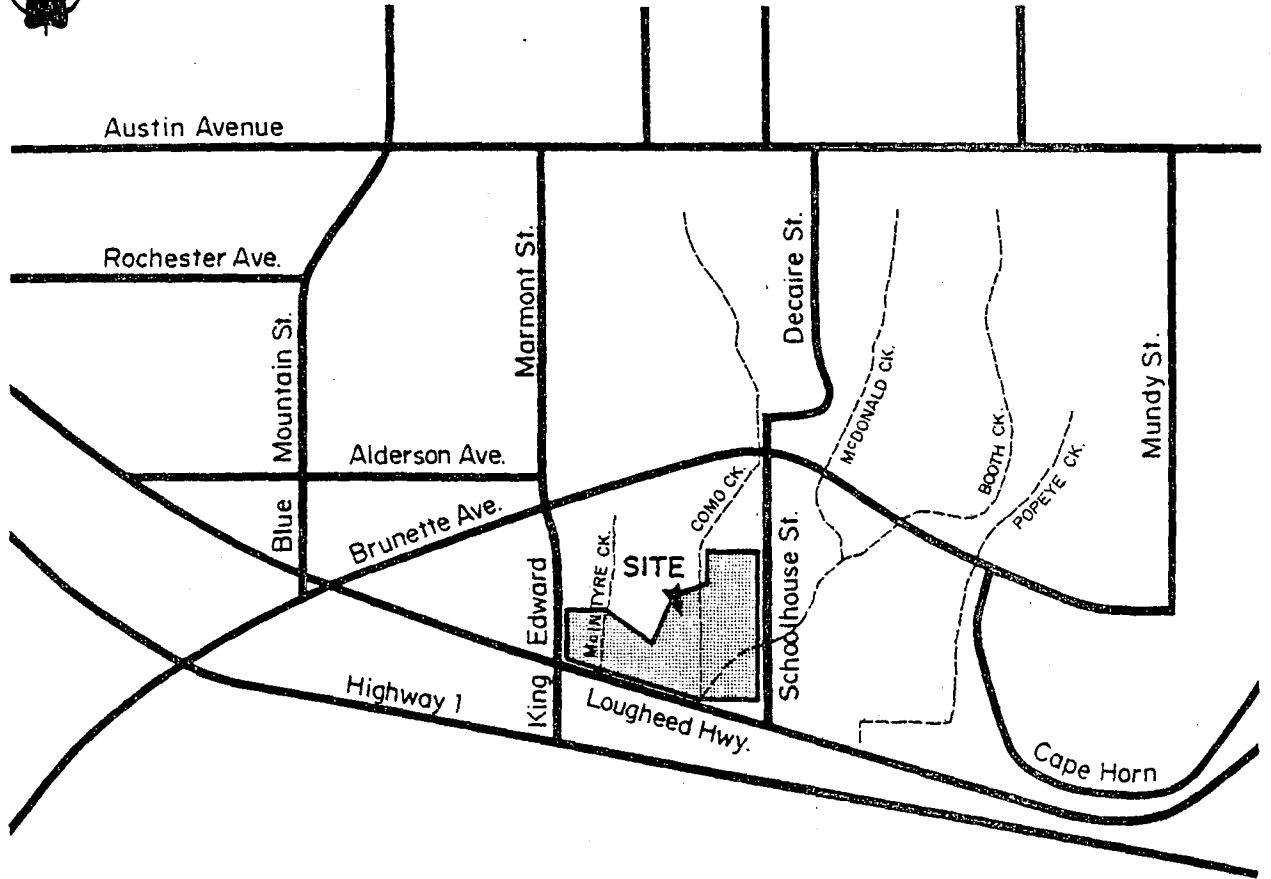 Austin Avenue
Rochester Ave.
Blue Mountain St.
Marmont St.
Decaire St.
McDONALD CK.
BOOTH CK.
POPEYE CK.
Mundy St.
Alderson Ave.
Brunette Ave.
COMO CK.
McINTYRE CK.
SITE
King Edward
Schoolhouse St.
Highway 1
Lougheed Hwy.
Cape Horn